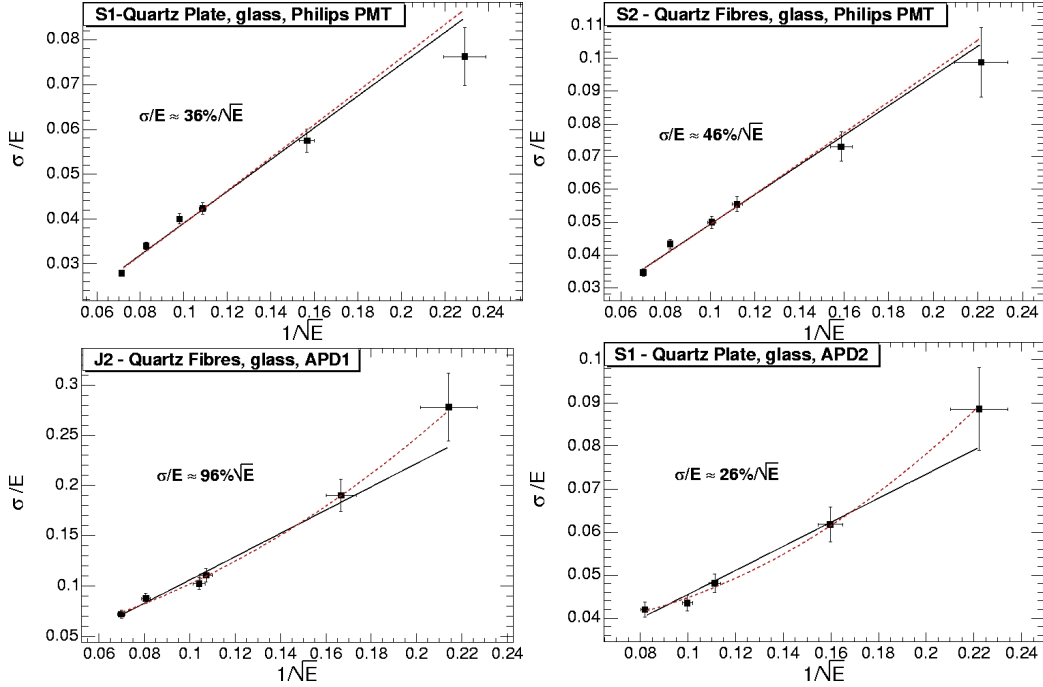 S1-Quartz Plate, glass, Philips PMT
σ/E ≈ 36%/√E
σ/E
0.08
0.07
0.06
0.05
0.04
0.03
0.06 0.08 0.1 0.12 0.14 0.16 0.18 0.2 0.22 0.24
1/√E
S2 - Quartz Fibres, glass, Philips PMT
σ/E ≈ 46%/√E
σ/E
0.11
0.1
0.09
0.08
0.07
0.06
0.05
0.04
0.03
0.06 0.08 0.1 0.12 0.14 0.16 0.18 0.2 0.22 0.24
1/√E
J2 - Quartz Fibres, glass, APD1
σ/E ≈ 96%√E
σ/E
0.3
0.25
0.2
0.15
0.1
0.05
0.06 0.08 0.1 0.12 0.14 0.16 0.18 0.2 0.22 0.24
1/√E
S1 - Quartz Plate, glass, APD2
σ/E ≈ 26%/√E
σ/E
0.1
0.09
0.08
0.07
0.06
0.05
0.04
0.08 0.1 0.12 0.14 0.16 0.18 0.2 0.22 0.24
1/√E